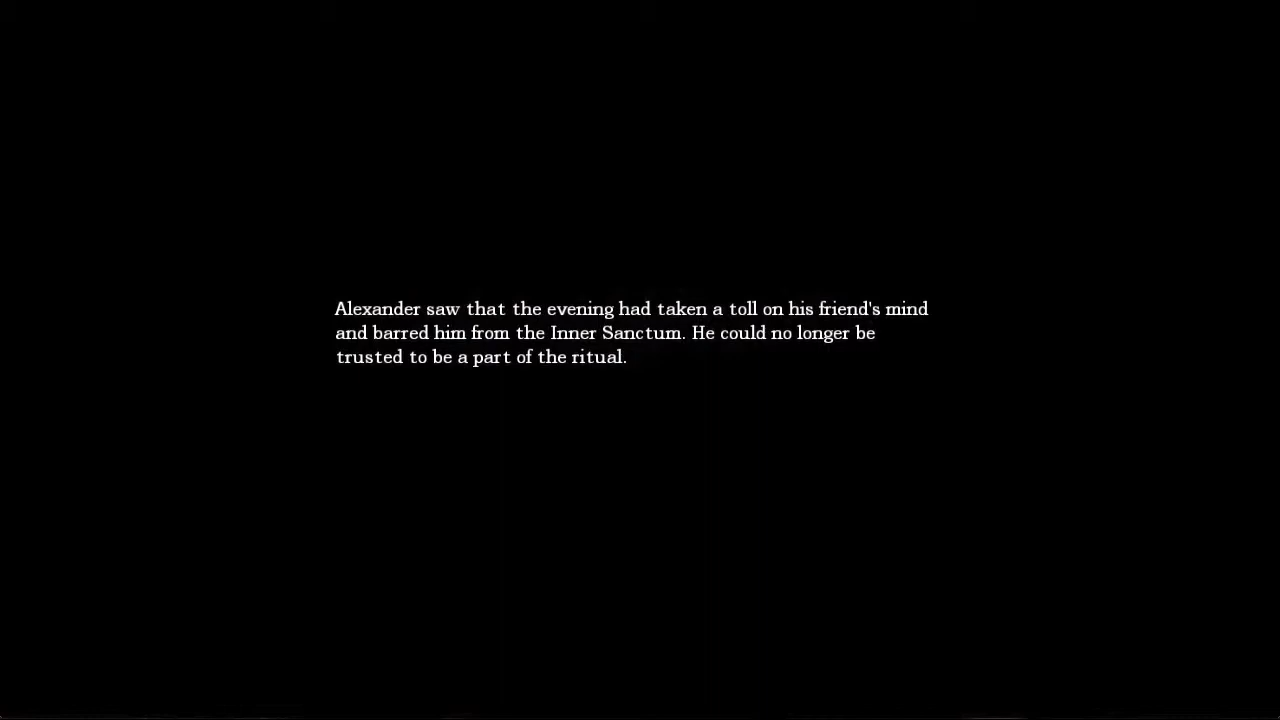 Alexander saw that the evening had taken a toll on his friend's mind
and barred him from the Inner Sanctum. He could no longer be
trusted to be a part of the ritual.